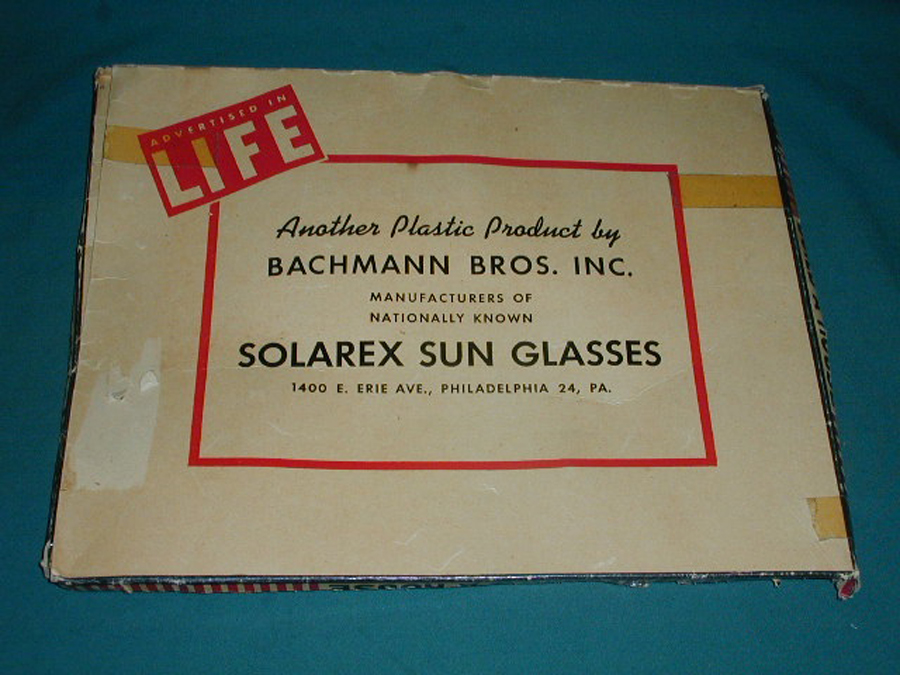 ADVERTISED IN
LIFE
Another Plastic Product by
BACHMANN BROS. INC.
MANUFACTURERS OF
NATIONALLY KNOWN
SOLAREX SUN GLASSES
1400 E. ERIE AVE., PHILADELPHIA 24, PA.